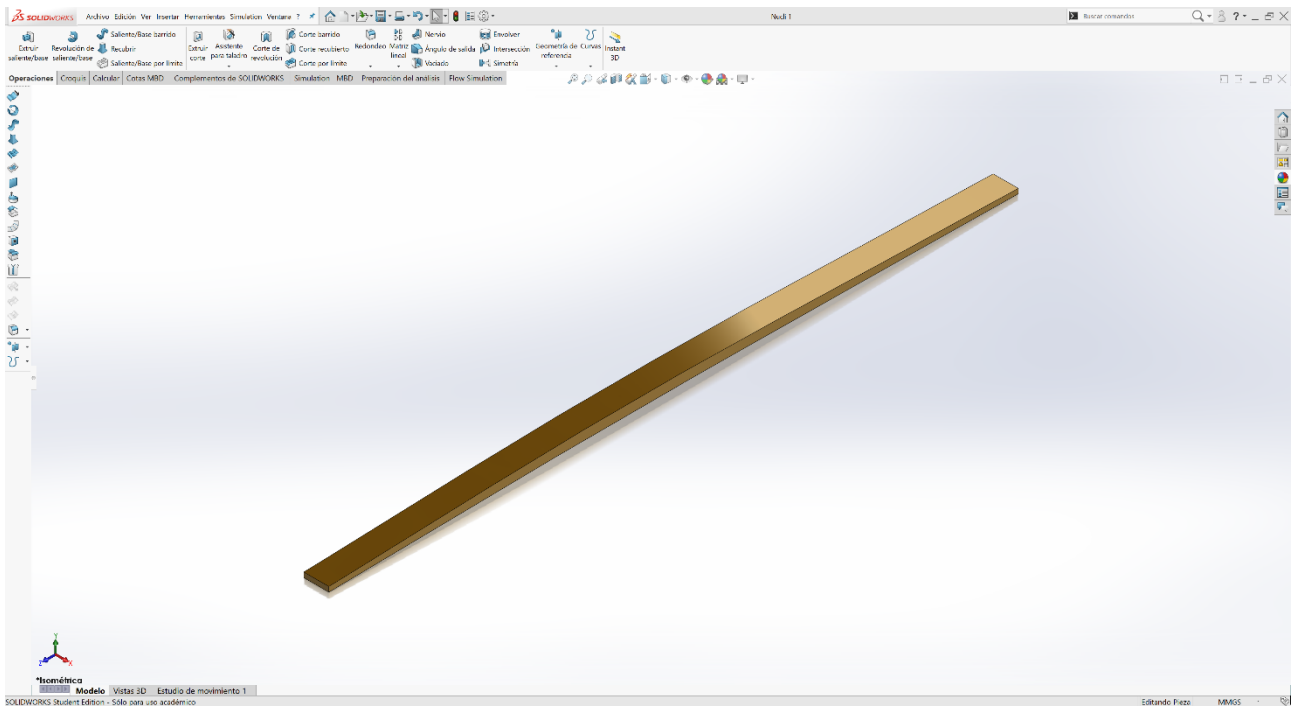 SOLIDWORKS Archivo Edición Ver Insertar Herramientas Simulation Ventana ? Nudi 1 Buscar comandos
Extruir saliente/base
Revolución de saliente/base
Saliente/Base barrido
Recubrir
Saliente/Base por límite
Extruir corte
Asistente para taladro
Corte de revolución
Corte barrido
Corte recubierto
Corte por límite
Redondeo
Matriz lineal
Nervio
Ángulo de salida
Vaciado
Envolver
Intersección
Simetría
Geometría de referencia
Curvas
Instant 3D
Operaciones Croquis Calcular Cotas MBD Complementos de SOLIDWORKS Simulation MBD Preparación del análisis Flow Simulation
Y
Z X
*Isométrica
Modelo Vistas 3D Estudio de movimiento 1
SOLIDWORKS Student Edition - Sólo para uso académico Editando Pieza MMGS